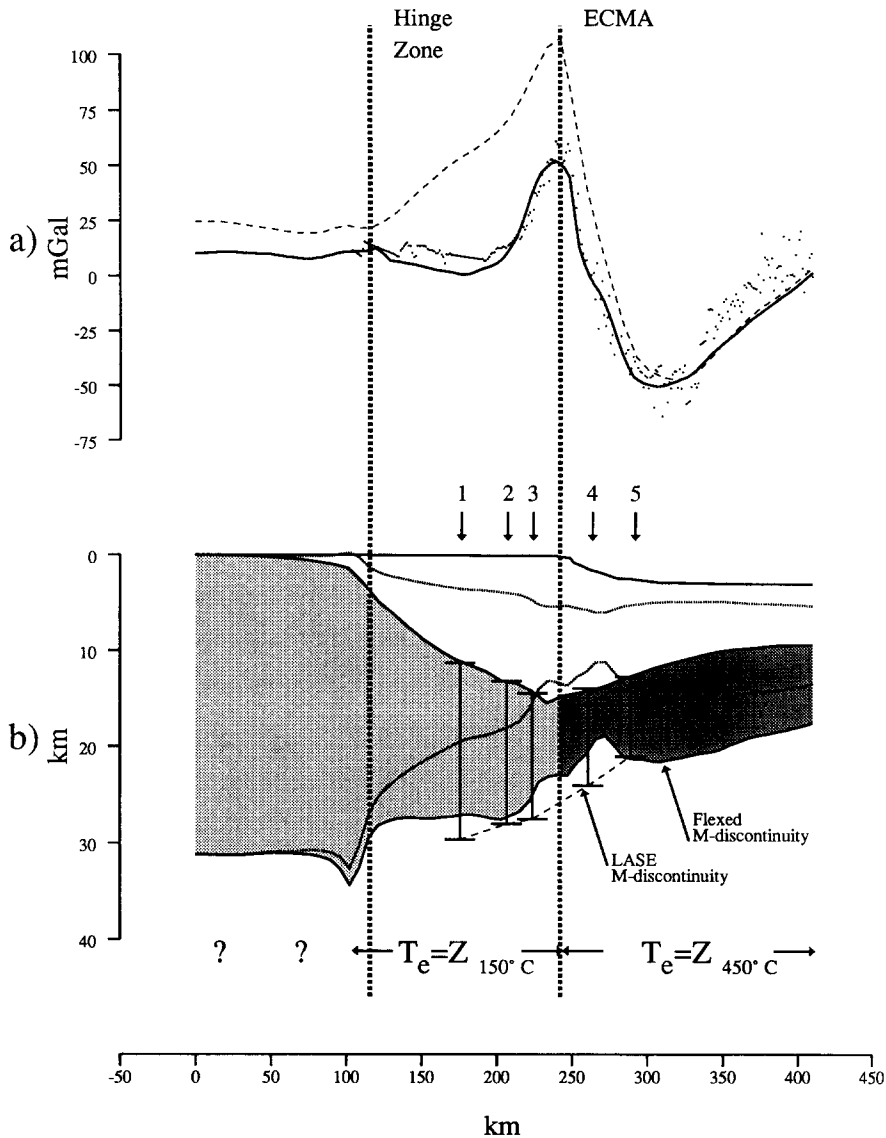 Hinge
Zone
ECMA
100
75
50
25
0
-25
-50
-75
a)
mGal
1 2 3 4 5
0
10
20
30
40
b)
km
Flexed
M-discontinuity
LASE
M-discontinuity
? ? Te=Z 150° C Te=Z 450° C
-50 0 50 100 150 200 250 300 350 400 450
km